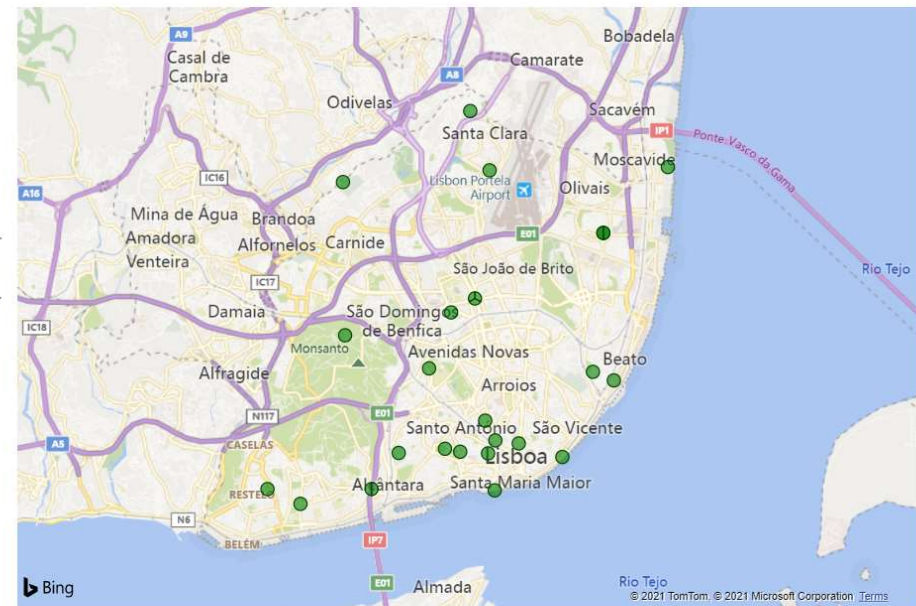 Bobadela
A9
Casal de
Cambra
Camarate
A8
Odivelas
Sacavém
Santa Clara
IP1
Ponte Vasco da Gama
Moscavide
IC16
Lisbon Portela
Airport
Olivais
A16
Mina de Água
Brandoa
Amadora
Alfornelos
Carnide
E01
Venteira
São João de Brito
Rio Tejo
IC17
Damaia
São Domingos
de Benfica
IC18
Monsanto
Avenidas Novas
Beato
Alfragide
Arroios
E01
N117
Santo António
São Vicente
A5
CASELAS
Lisboa
Alcântara
Santa Maria Maior
RESTELO
N6
BELÉM
IP7
Bing
E01
Almada
Rio Tejo
© 2021 TomTom, © 2021 Microsoft Corporation Terms